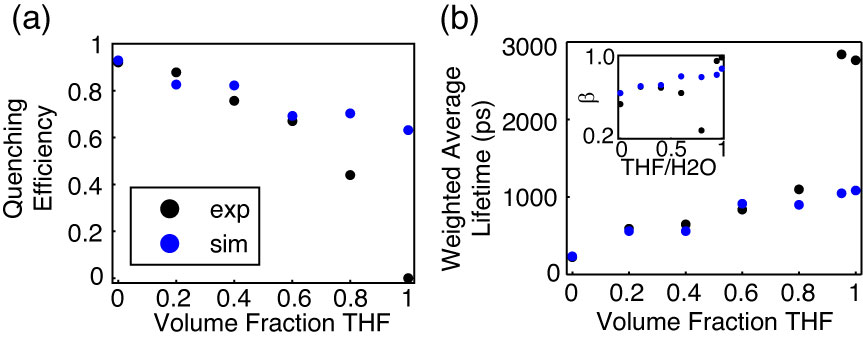 (a)
Quenching
Efficiency
1
0.8
0.6
0.4
0.2
0
exp
sim
0 0.2 0.4 0.6 0.8 1
Volume Fraction THF
(b)
Weighted Average
Lifetime (ps)
3000
2000
1000
0
1.0
β
0.2
0 0.5 1
THF/H2O
0 0.2 0.4 0.6 0.8 1
Volume Fraction THF